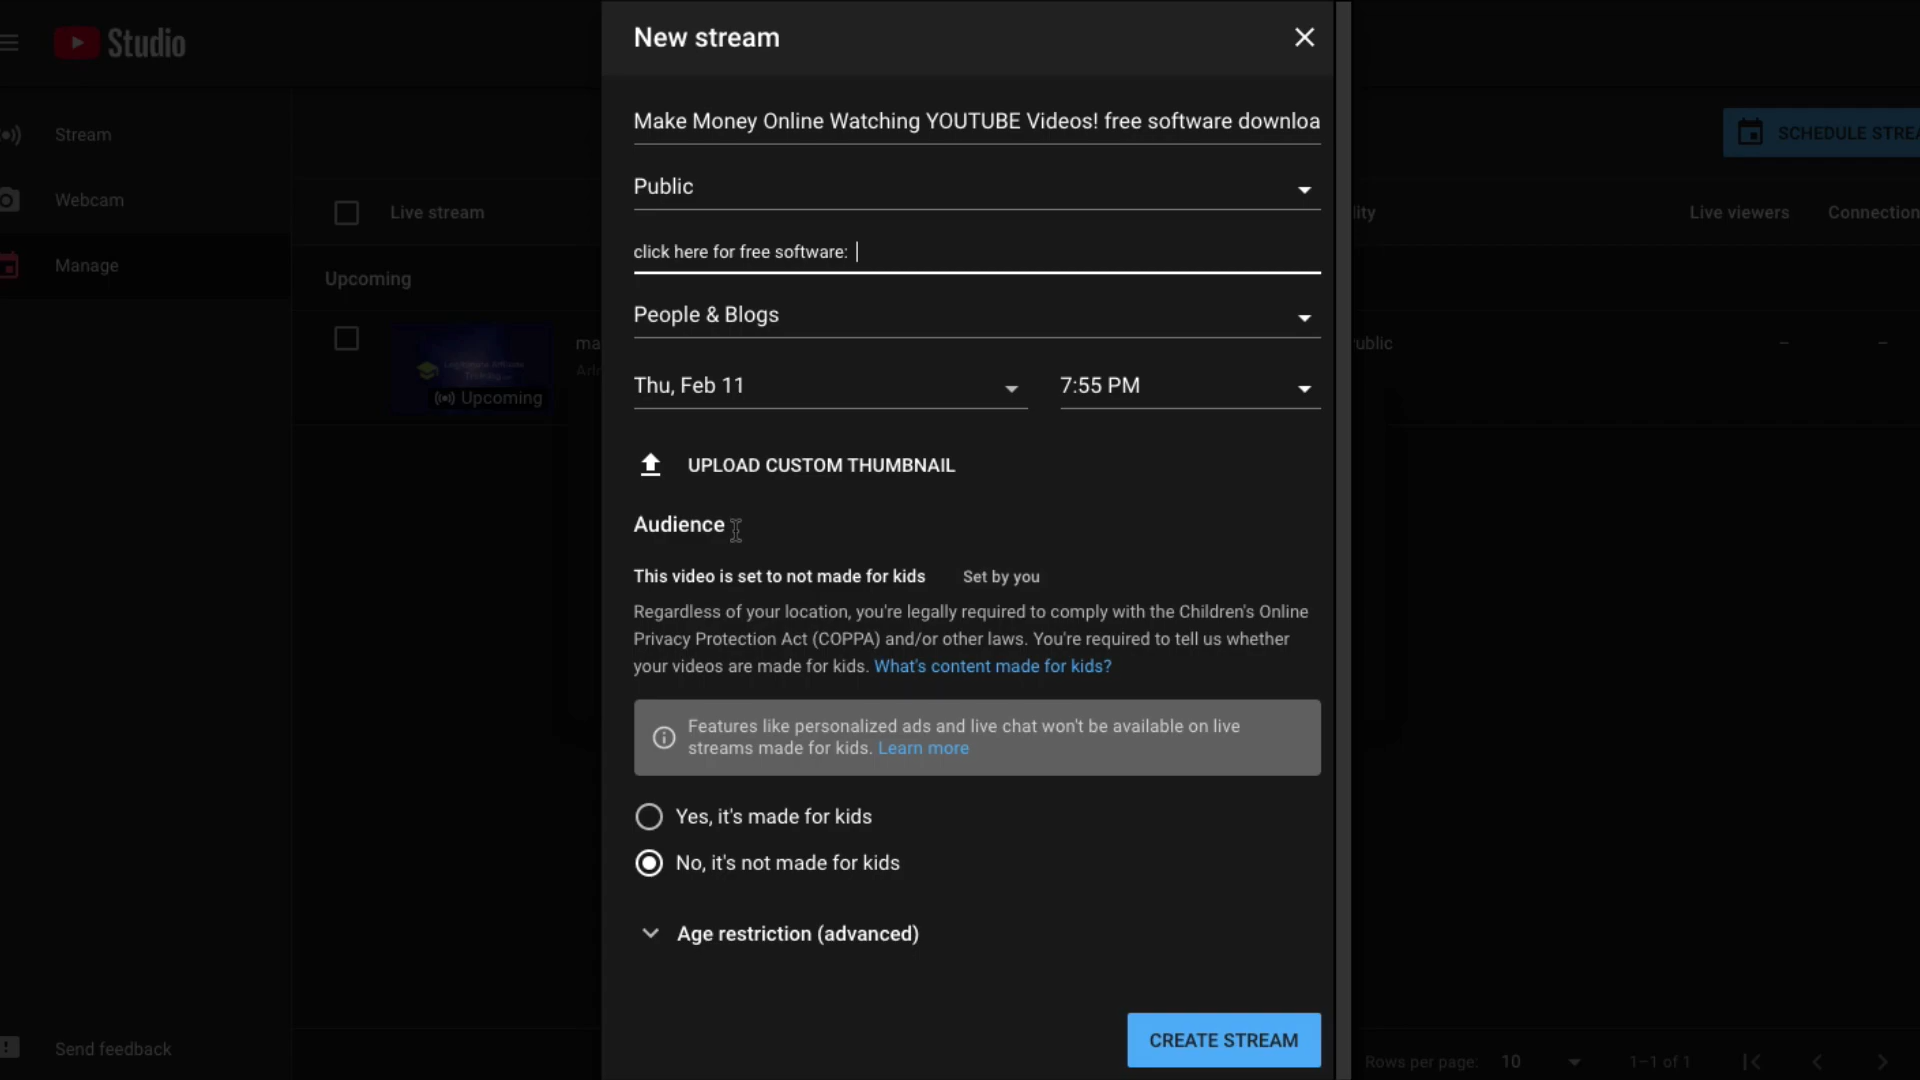 Studio
New stream
Make Money Online Watching YOUTUBE Videos! free software downloa
SCHEDULE STREA
Stream
Public
Webcam
Live stream
lity
Live viewers
Connection
click here for free software:
Manage
Upcoming
People & Blogs
ma
ublic
–
–
Thu, Feb 11
7:55 PM
Upcoming
UPLOAD CUSTOM THUMBNAIL
Audience
This video is set to not made for kids Set by you
Regardless of your location, you're legally required to comply with the Children's Online
Privacy Protection Act (COPPA) and/or other laws. You're required to tell us whether
your videos are made for kids. What's content made for kids?
Features like personalized ads and live chat won't be available on live
streams made for kids. Learn more
Yes, it's made for kids
No, it's not made for kids
Age restriction (advanced)
CREATE STREAM
Send feedback
Rows per page: 10
1–1 of 1